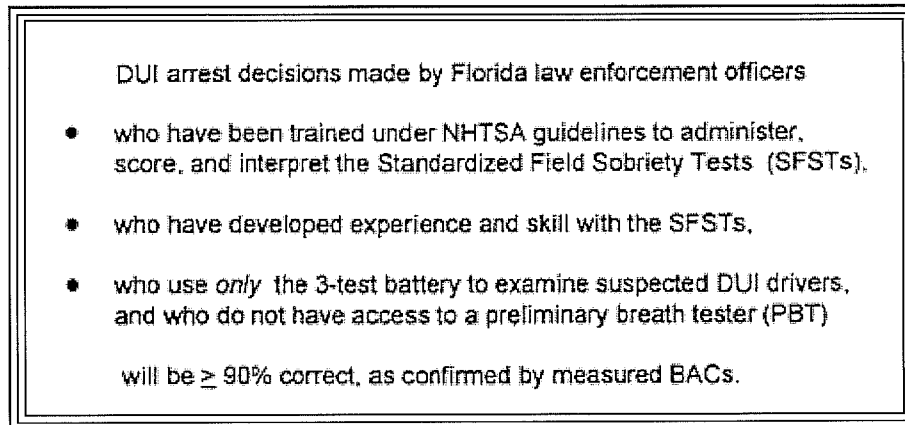 DUI arrest decisions made by Florida law enforcement officers
• who have been trained under NHTSA guidelines to administer,
score, and interpret the Standardized Field Sobriety Tests (SFSTs),
• who have developed experience and skill with the SFSTs,
• who use only the 3-test battery to examine suspected DUI drivers,
and who do not have access to a preliminary breath tester (PBT)
will be ≥ 90% correct, as confirmed by measured BACs.